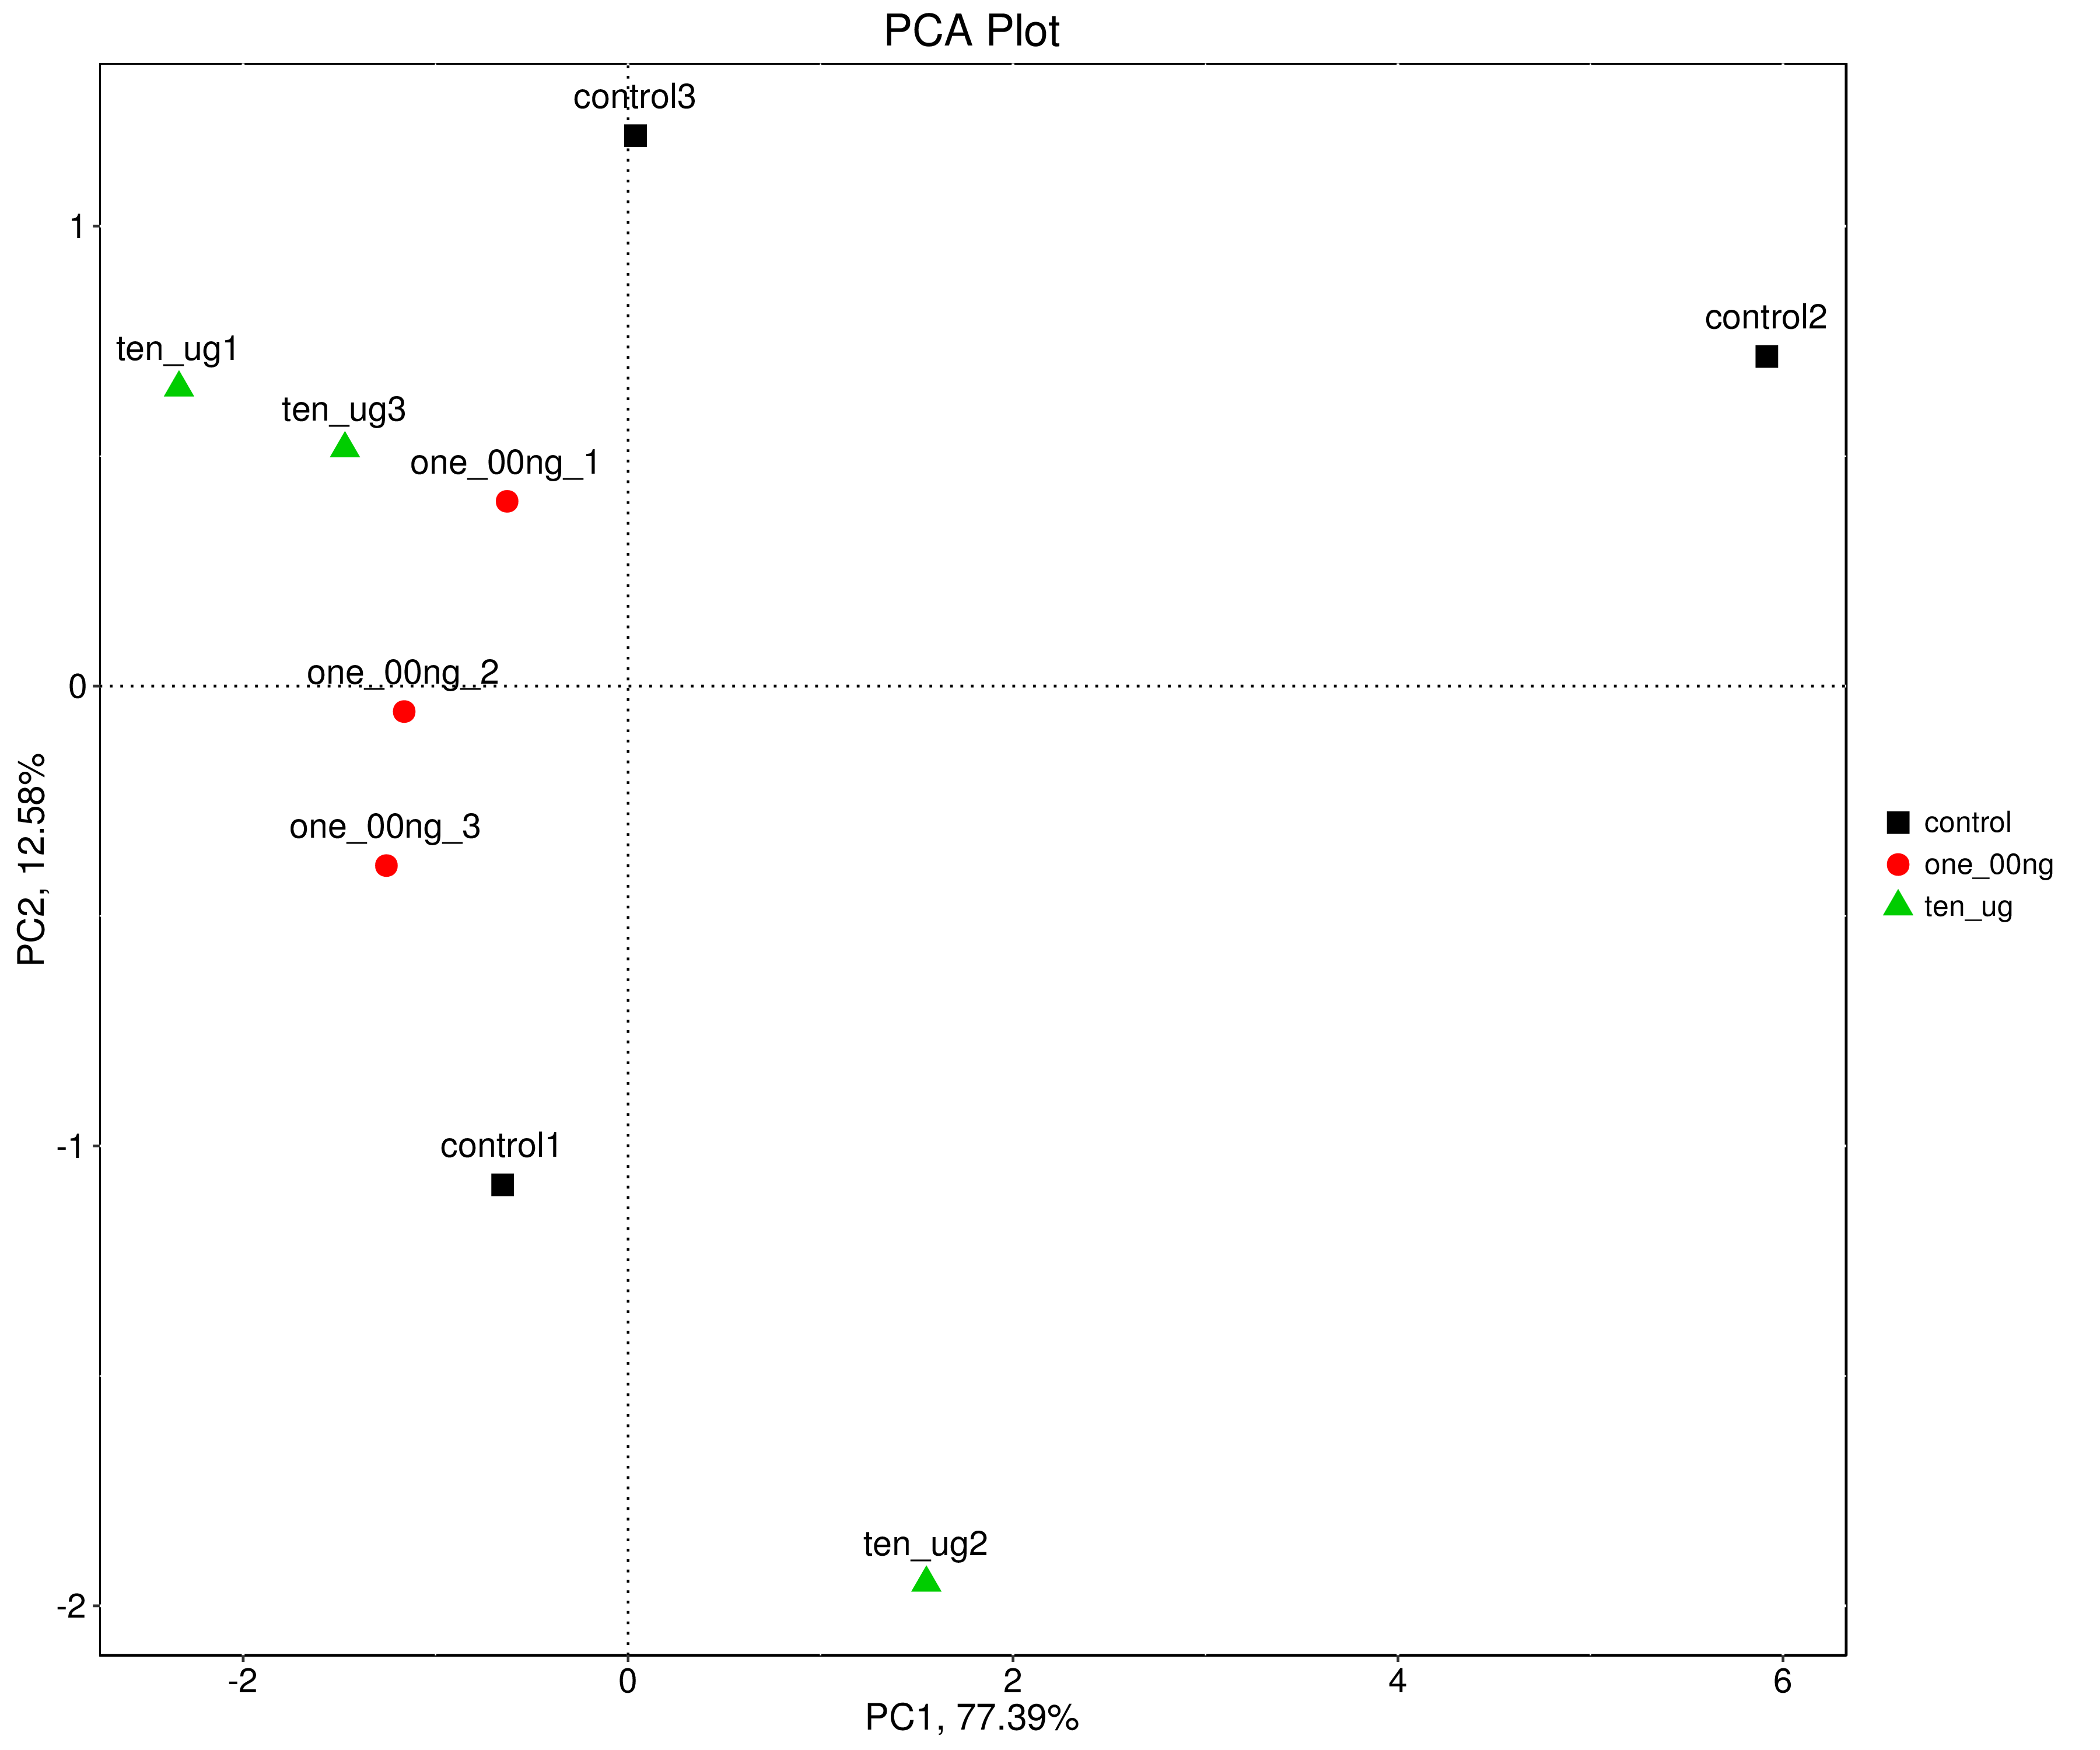 PCA Plot
control3
1
control2
ten_ug1
ten_ug3
one_00ng_1
one_00ng_2
0
one_00ng_3
PC2, 12.58%
control
one_00ng
ten_ug
control1
-1
ten_ug2
-2
-2 0 2 4 6
PC1, 77.39%